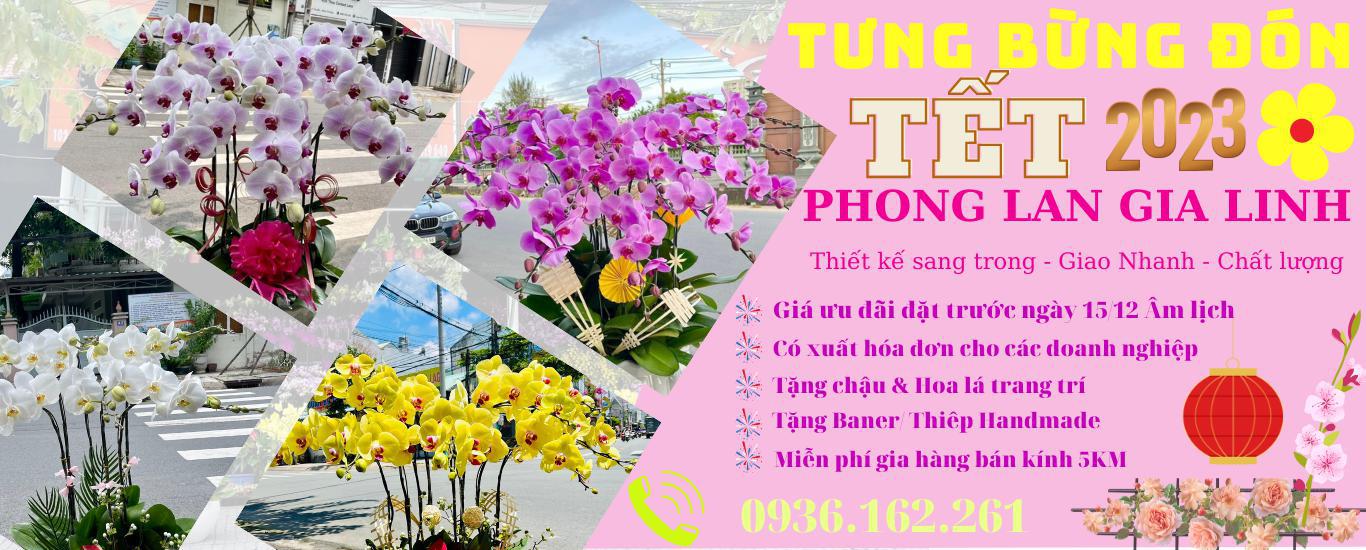 TƯNG BỪNG ĐÓN
TẾT 2023
PHONG LAN GIA LINH
Thiết kế sang trong - Giao Nhanh - Chất lượng
Giá ưu đãi đặt trước ngày 15/12 Âm lịch
Có xuất hóa đơn cho các doanh nghiệp
Tặng chậu & Hoa lá trang trí
Tặng Baner/ Thiêp Handmade
Miễn phí gia hàng bán kính 5KM
0936.162.261